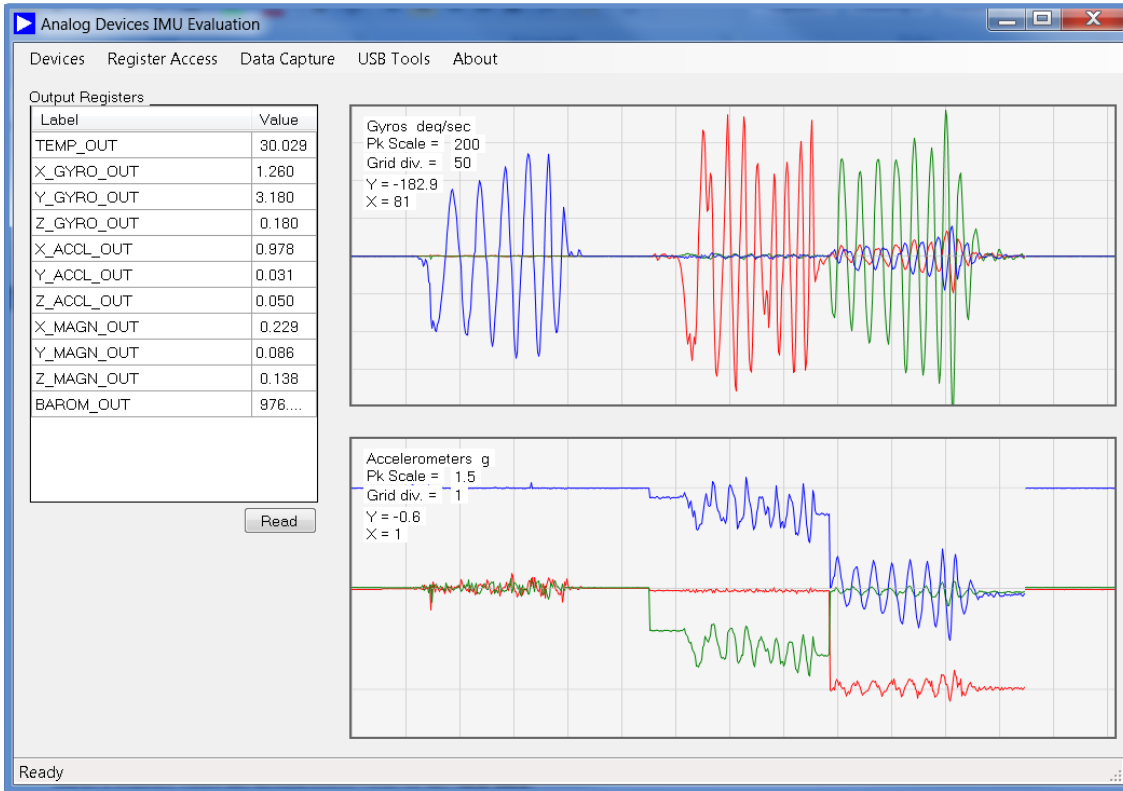 Analog Devices IMU Evaluation
Devices Register Access Data Capture USB Tools About
Output Registers
Label Value
TEMP_OUT 30.029
X_GYRO_OUT 1.260
Y_GYRO_OUT 3.180
Z_GYRO_OUT 0.180
X_ACCL_OUT 0.978
Y_ACCL_OUT 0.031
Z_ACCL_OUT 0.050
X_MAGN_OUT 0.229
Y_MAGN_OUT 0.086
Z_MAGN_OUT 0.138
BAROM_OUT 976....
Read
Gyros deg/sec
Pk Scale = 200
Grid div. = 50
Y = -182.9
X = 81
Accelerometers g
Pk Scale = 1.5
Grid div. = 1
Y = -0.6
X = 1
Ready